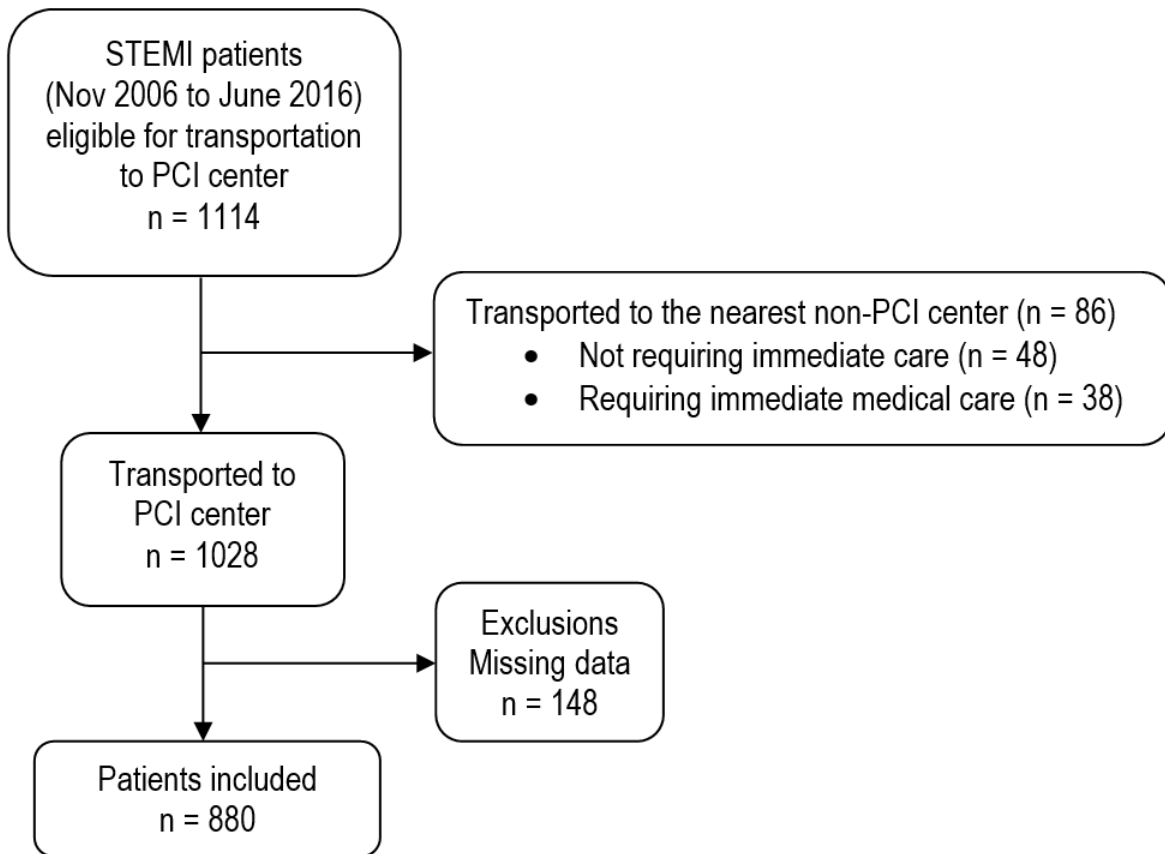 STEMI patients
(Nov 2006 to June 2016)
eligible for transportation
to PCI center
n = 1114
Transported to the nearest non-PCI center (n = 86)
• Not requiring immediate care (n = 48)
• Requiring immediate medical care (n = 38)
Transported to
PCI center
n = 1028
Exclusions
Missing data
n = 148
Patients included
n = 880